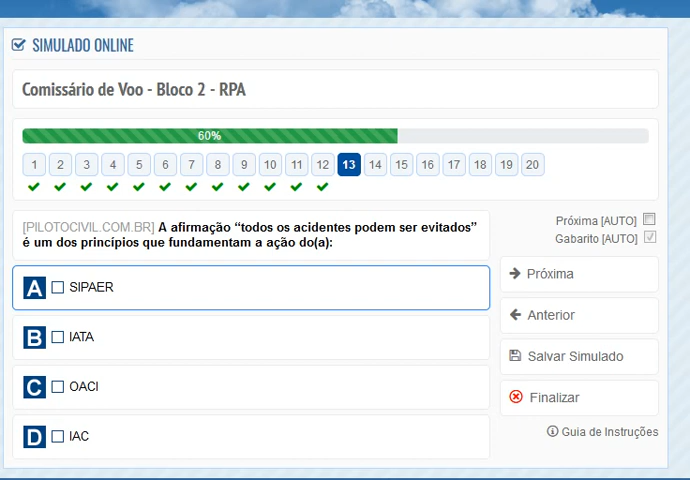 SIMULADO ONLINE
Comissário de Voo - Bloco 2 - RPA
60%
1 2 3 4 5 6 7 8 9 10 11 12 13 14 15 16 17 18 19 20
[PILOTOCIVIL.COM.BR] A afirmação “todos os acidentes podem ser evitados”
é um dos princípios que fundamentam a ação do(a):
A SIPAER
B IATA
C OACI
D IAC
Próxima [AUTO]
Gabarito [AUTO]
Próxima
Anterior
Salvar Simulado
Finalizar
Guia de Instruções